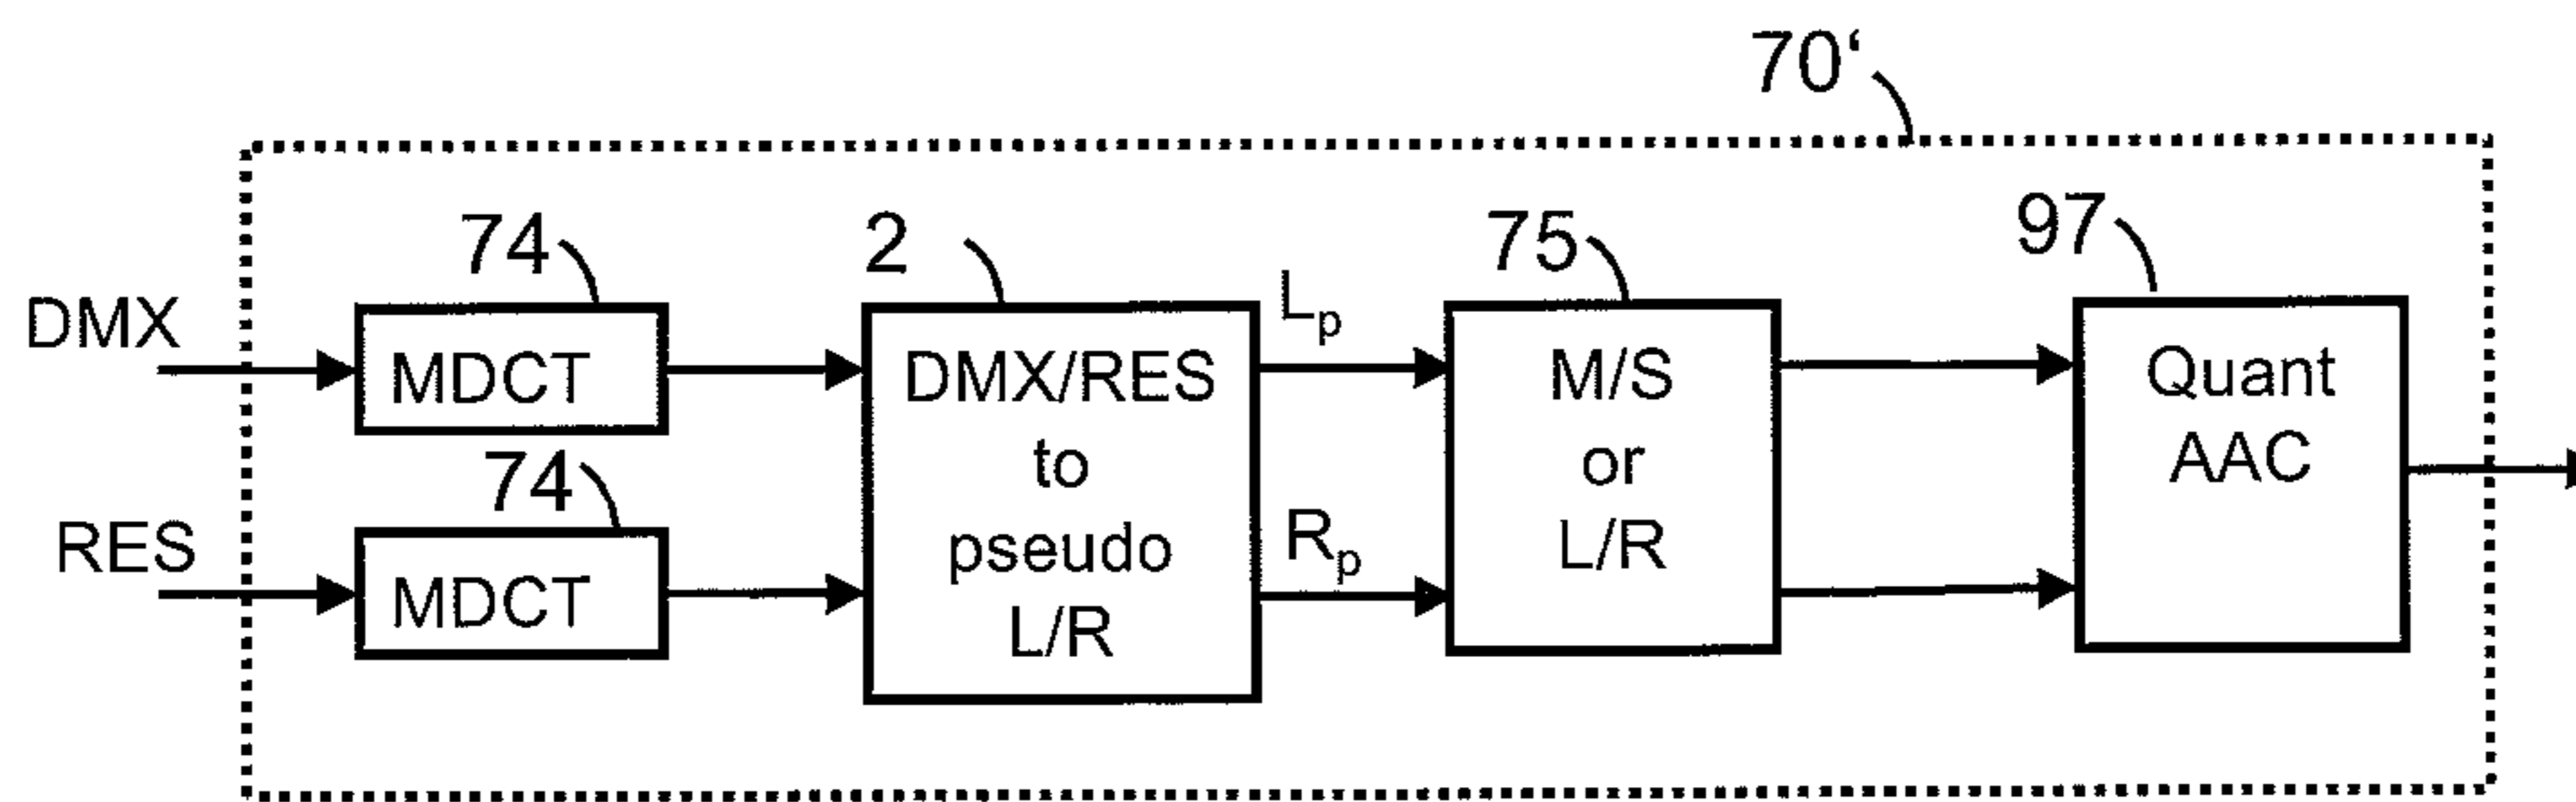 70‘
74
2
75
97
DMX
MDCT
DMX/RES
to
pseudo
L/R
Lp
Rp
M/S
or
L/R
Quant
AAC
74
RES
MDCT